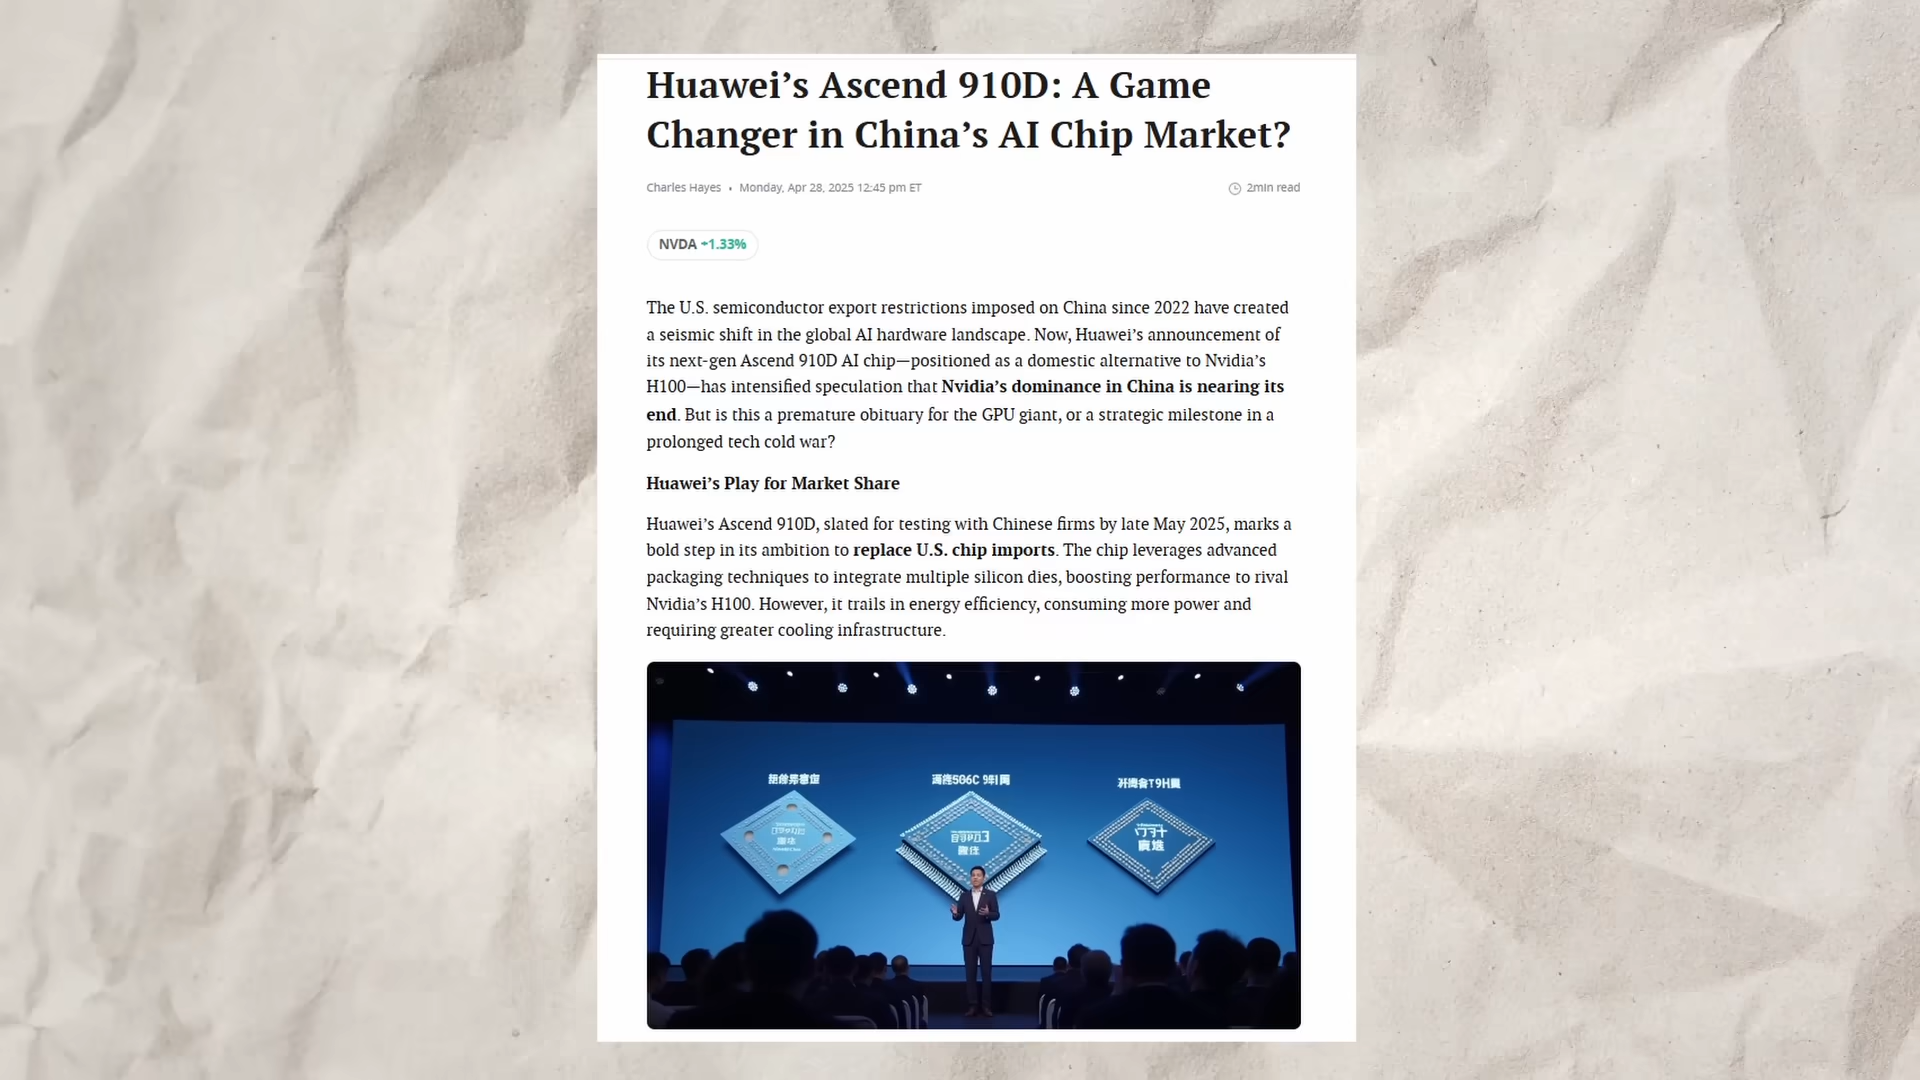 Huawei’s Ascend 910D: A Game
Changer in China’s AI Chip Market?
Charles Hayes • Monday, Apr 28, 2025 12:45 pm ET
2min read
NVDA +1.33%
The U.S. semiconductor export restrictions imposed on China since 2022 have created
a seismic shift in the global AI hardware landscape. Now, Huawei’s announcement of
its next-gen Ascend 910D AI chip—positioned as a domestic alternative to Nvidia’s
H100—has intensified speculation that Nvidia’s dominance in China is nearing its
end. But is this a premature obituary for the GPU giant, or a strategic milestone in a
prolonged tech cold war?
Huawei’s Play for Market Share
Huawei’s Ascend 910D, slated for testing with Chinese firms by late May 2025, marks a
bold step in its ambition to replace U.S. chip imports. The chip leverages advanced
packaging techniques to integrate multiple silicon dies, boosting performance to rival
Nvidia’s H100. However, it trails in energy efficiency, consuming more power and
requiring greater cooling infrastructure.